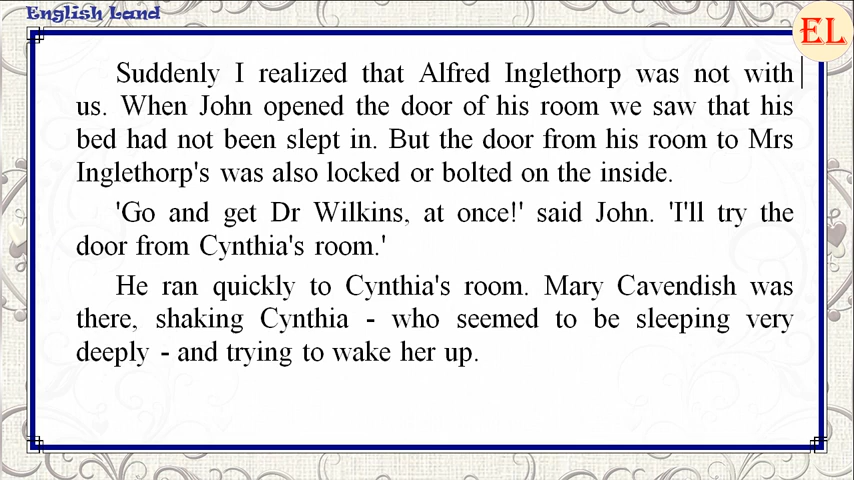 English Land
EL
Suddenly I realized that Alfred Inglethorp was not with
us. When John opened the door of his room we saw that his
bed had not been slept in. But the door from his room to Mrs
Inglethorp's was also locked or bolted on the inside.
'Go and get Dr Wilkins, at once!' said John. 'I'll try the
door from Cynthia's room.'
He ran quickly to Cynthia's room. Mary Cavendish was
there, shaking Cynthia - who seemed to be sleeping very
deeply - and trying to wake her up.